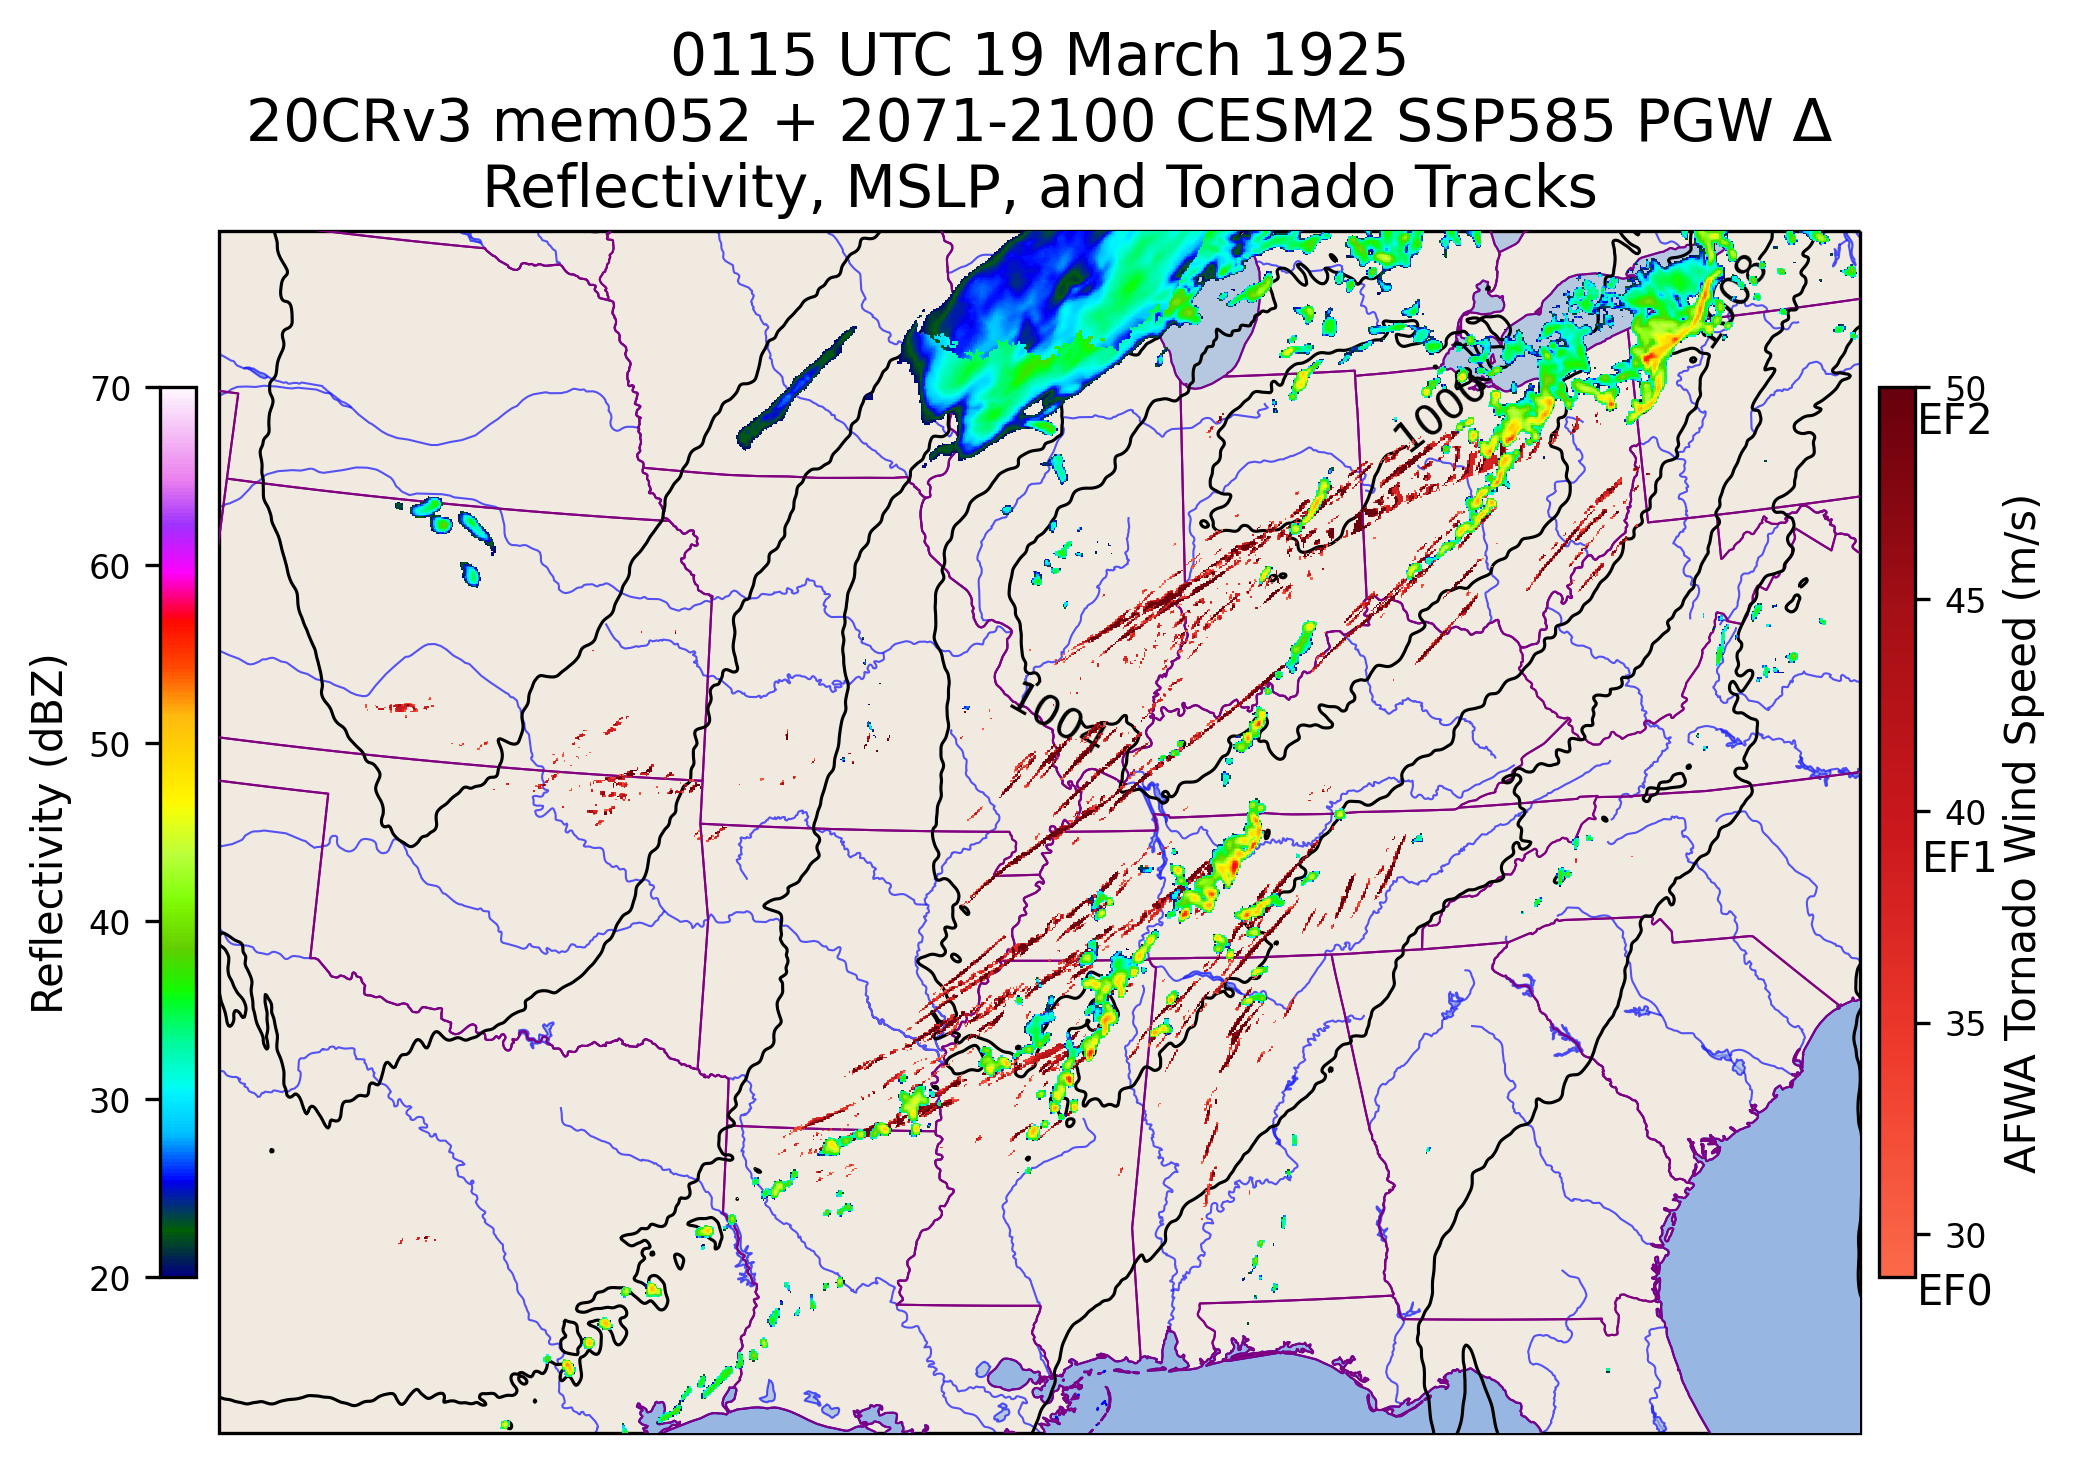 0115 UTC 19 March 1925
20CRv3 mem052 + 2071-2100 CESM2 SSP585 PGW Δ
Reflectivity, MSLP, and Tornado Tracks
70
60
50
40
30
20
Reflectivity (dBZ)
1008
1000
1004
50
EF2
45
40
EF1
35
30
EF0
AFWA Tornado Wind Speed (m/s)